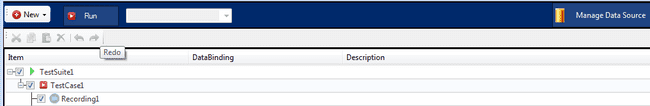 New Run Manage Data Source
Redo
Item DataBinding Description
TestSuite1
TestCase1
Recording1